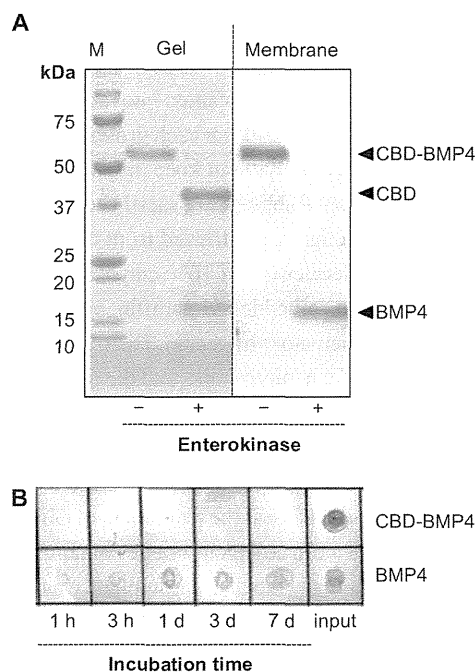 A
M Gel Membrane
kDa
75
50
37
25
20
15
10
CBD-BMP4
CBD
BMP4
− + − +
Enterokinase
B
CBD-BMP4
BMP4
1 h 3 h 1 d 3 d 7 d input
Incubation time